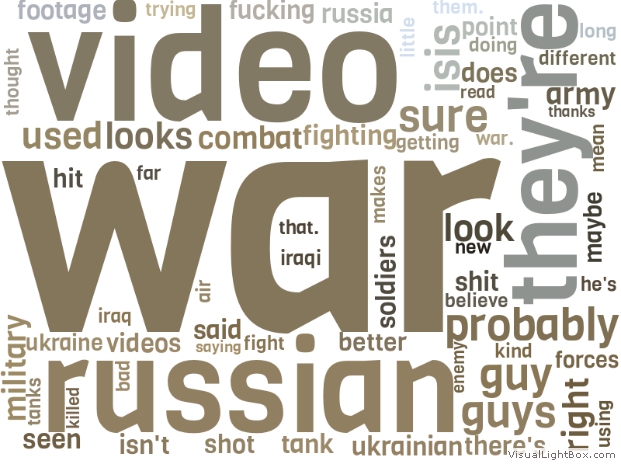 footage trying fucking russia them.
little
point
long
video
isis
doing
they're
different
thought
does
read
army
thanks
used looks combat fighting sure
getting war.
mean
war
hit far
that.
iraqi
makes
soldiers
look
new
maybe
shit
believe
he's
air
iraq
ukraine videos said
saying fight better
probably
military
tanks
russian
bad
killed
enemy
kind
forces
guy
guys
right
using
seen isn't shot tank ukrainian there's
VisualLightBox.com